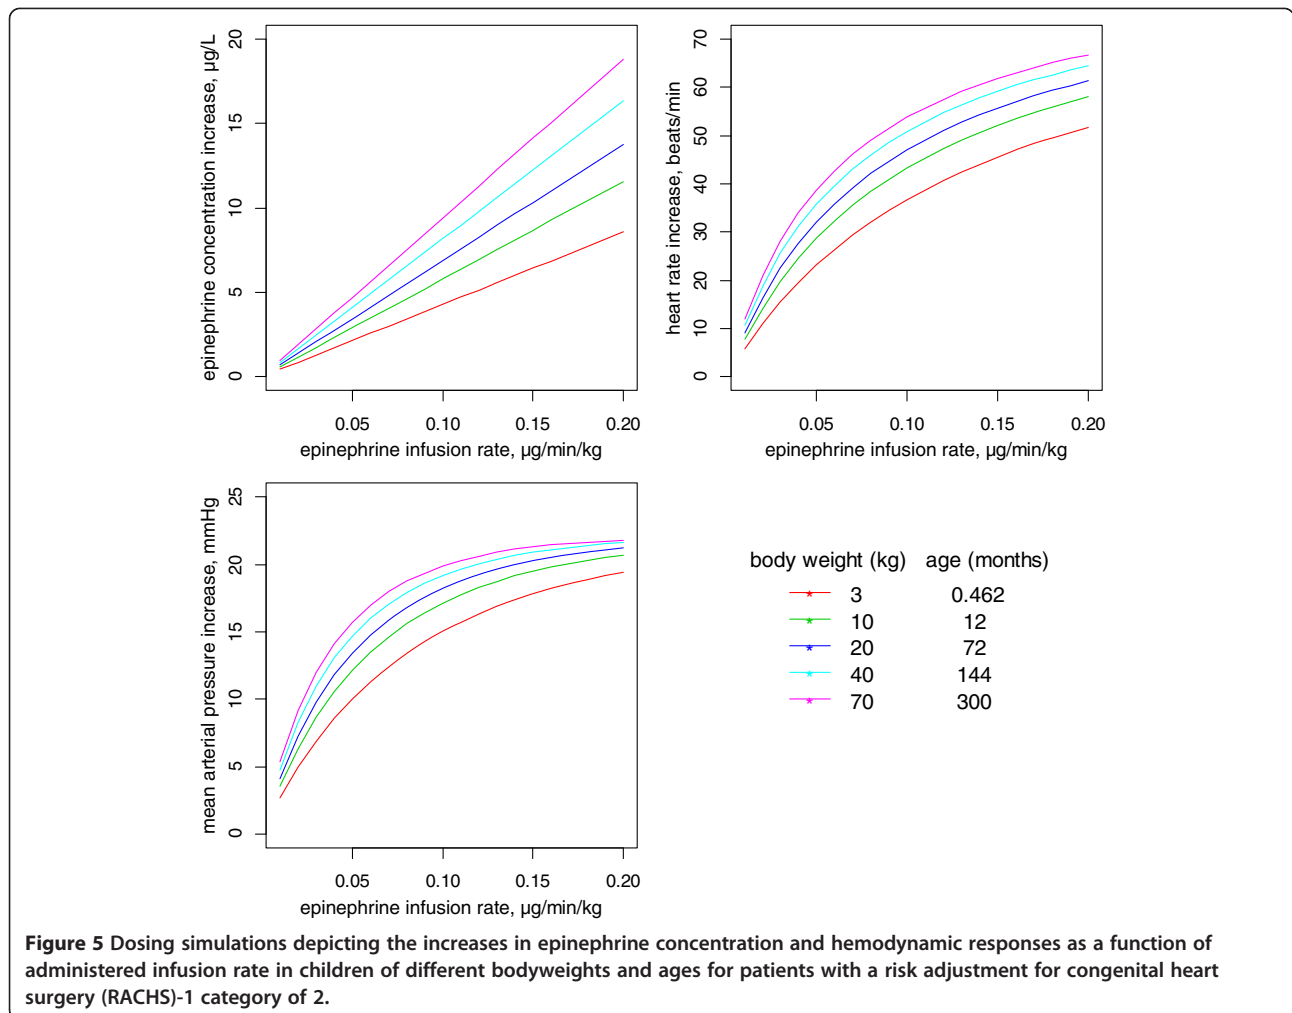 epinephrine concentration increase, µg/L
20
15
10
5
0
0.05 0.10 0.15 0.20
epinephrine infusion rate, µg/min/kg
heart rate increase, beats/min
70
60
50
40
30
20
10
0
0.05 0.10 0.15 0.20
epinephrine infusion rate, µg/min/kg
mean arterial pressure increase, mmHg
25
20
15
10
5
0
0.05 0.10 0.15 0.20
epinephrine infusion rate, µg/min/kg
body weight (kg) age (months)
3 0.462
10 12
20 72
40 144
70 300
Figure 5 Dosing simulations depicting the increases in epinephrine concentration and hemodynamic responses as a function of
administered infusion rate in children of different bodyweights and ages for patients with a risk adjustment for congenital heart
surgery (RACHS)-1 category of 2.